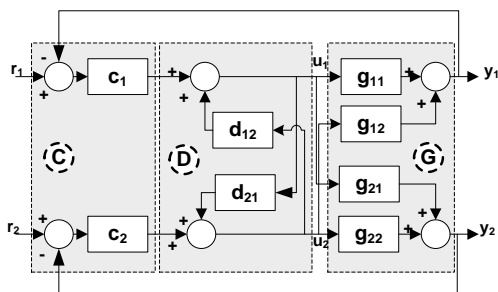 -
r₁ + c₁ + + u₁ g₁₁ + + y₁
d₁₂ g₁₂
C D G
d₂₁ g₂₁
r₂ + c₂ + + u₂ g₂₂ + + y₂
-